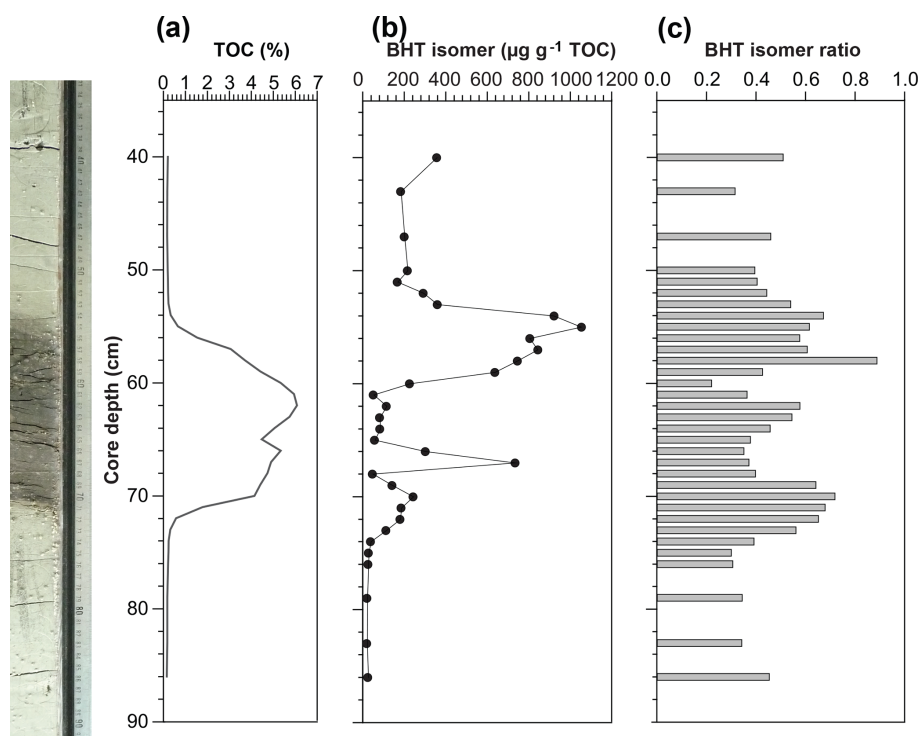 (a)
(b)
(c)
TOC (%)
BHT isomer (µg g-1 TOC)
BHT isomer ratio
0 1 2 3 4 5 6 7
0 200 400 600 800 1000 1200
0.0 0.2 0.4 0.6 0.8 1.0
Core depth (cm)
40
50
60
70
80
90